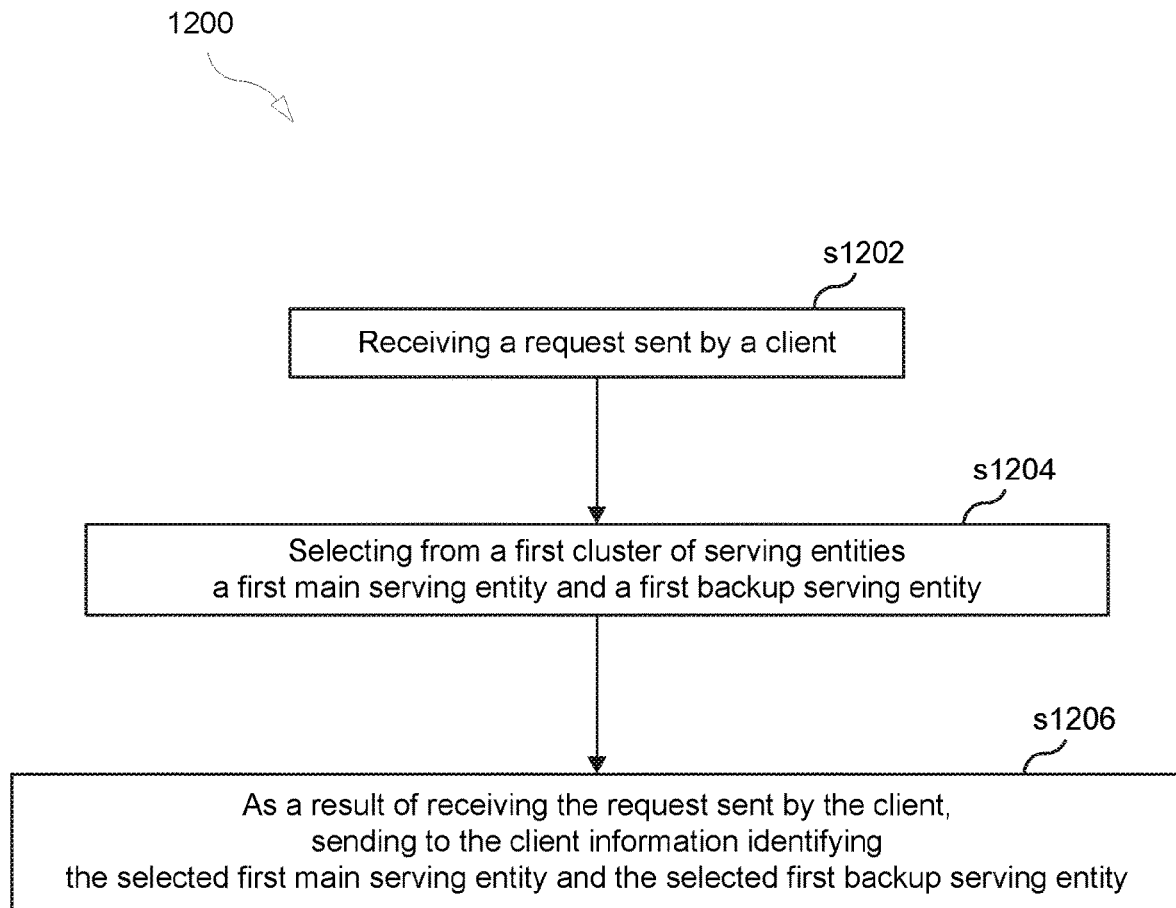 1200
s1202
Receiving a request sent by a client
s1204
Selecting from a first cluster of serving entities
a first main serving entity and a first backup serving entity
s1206
As a result of receiving the request sent by the client,
sending to the client information identifying
the selected first main serving entity and the selected first backup serving entity